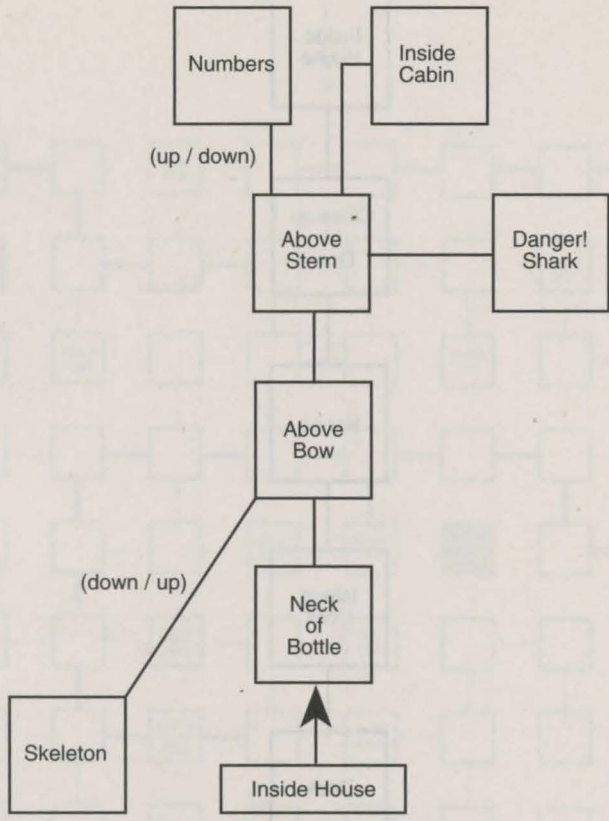 Numbers
Inside
Cabin
(up / down)
Above
Stern
Danger!
Shark
Above
Bow
(down / up)
Neck
of
Bottle
Skeleton
Inside House